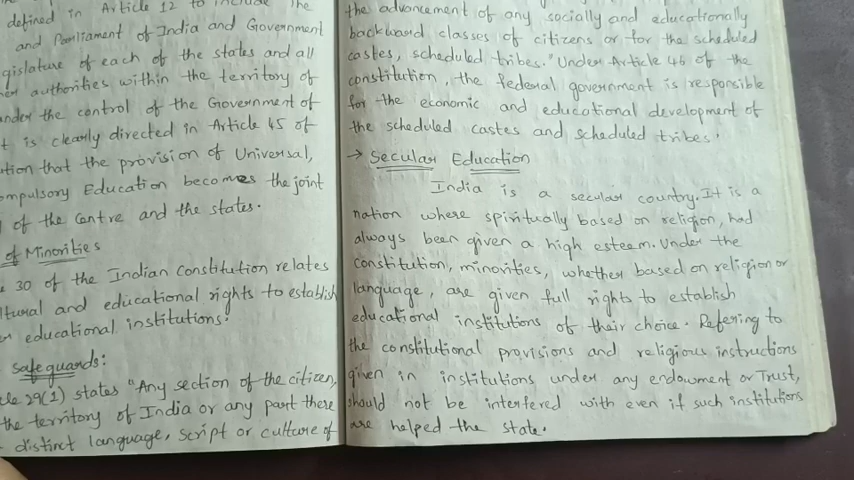 defined in Article 12 to include the
and Parliament of India and Government
gislature of each of the states and all
authorities within the territory of
under the control of the Government of
t is clearly directed in Article 45 of
tion that the provision of Universal,
ompulsory Education becomes the joint
of the Centre and the states.
of Minorities
30 of the Indian Constitution relates
ltural and educational rights to establish
educational institutions.
Safeguards:
cle 29(1) states "Any section of the citizen,
the territory of India or any part there
distinct language, script or culture of
the advancement of any socially and educationally
backward classes of citizens or for the scheduled
castes, scheduled tribes." Under Article 46 of the
constitution, the federal government is responsible
for the economic and educational development of
the scheduled castes and scheduled tribes.
→ Secular Education
India is a secular country. It is a
nation where spiritually based on religion, had
always been given a high esteem. Under the
constitution, minorities, whether based on religion or
language, are given full rights to establish
educational institutions of their choice. Refering to
the constitutional provisions and religious instructions
given in institutions under any endowment or Trust,
should not be interfered with even if such institutions
are helped the state.